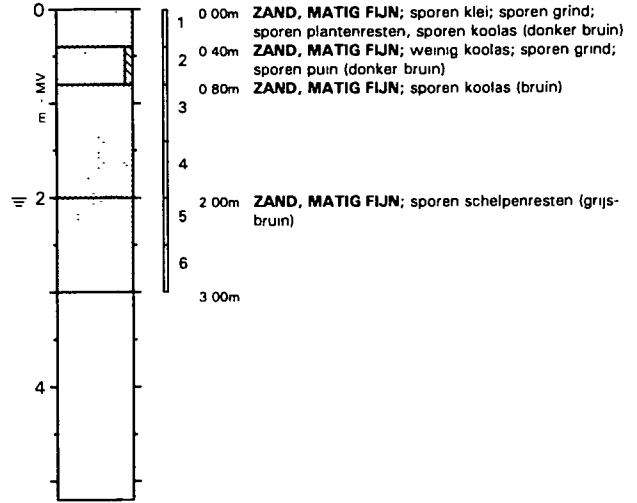 0
1
0 00m ZAND, MATIG FIJN; sporen klei; sporen grind;
sporen plantenresten, sporen koolas (donker bruin)
2
0 40m ZAND, MATIG FIJN; weinig koolas; sporen grind;
sporen puin (donker bruin)
m - MV
0 80m ZAND, MATIG FIJN; sporen koolas (bruin)
3
4
2
5
2 00m ZAND, MATIG FIJN; sporen schelpenresten (grijs-
bruin)
6
3 00m
4